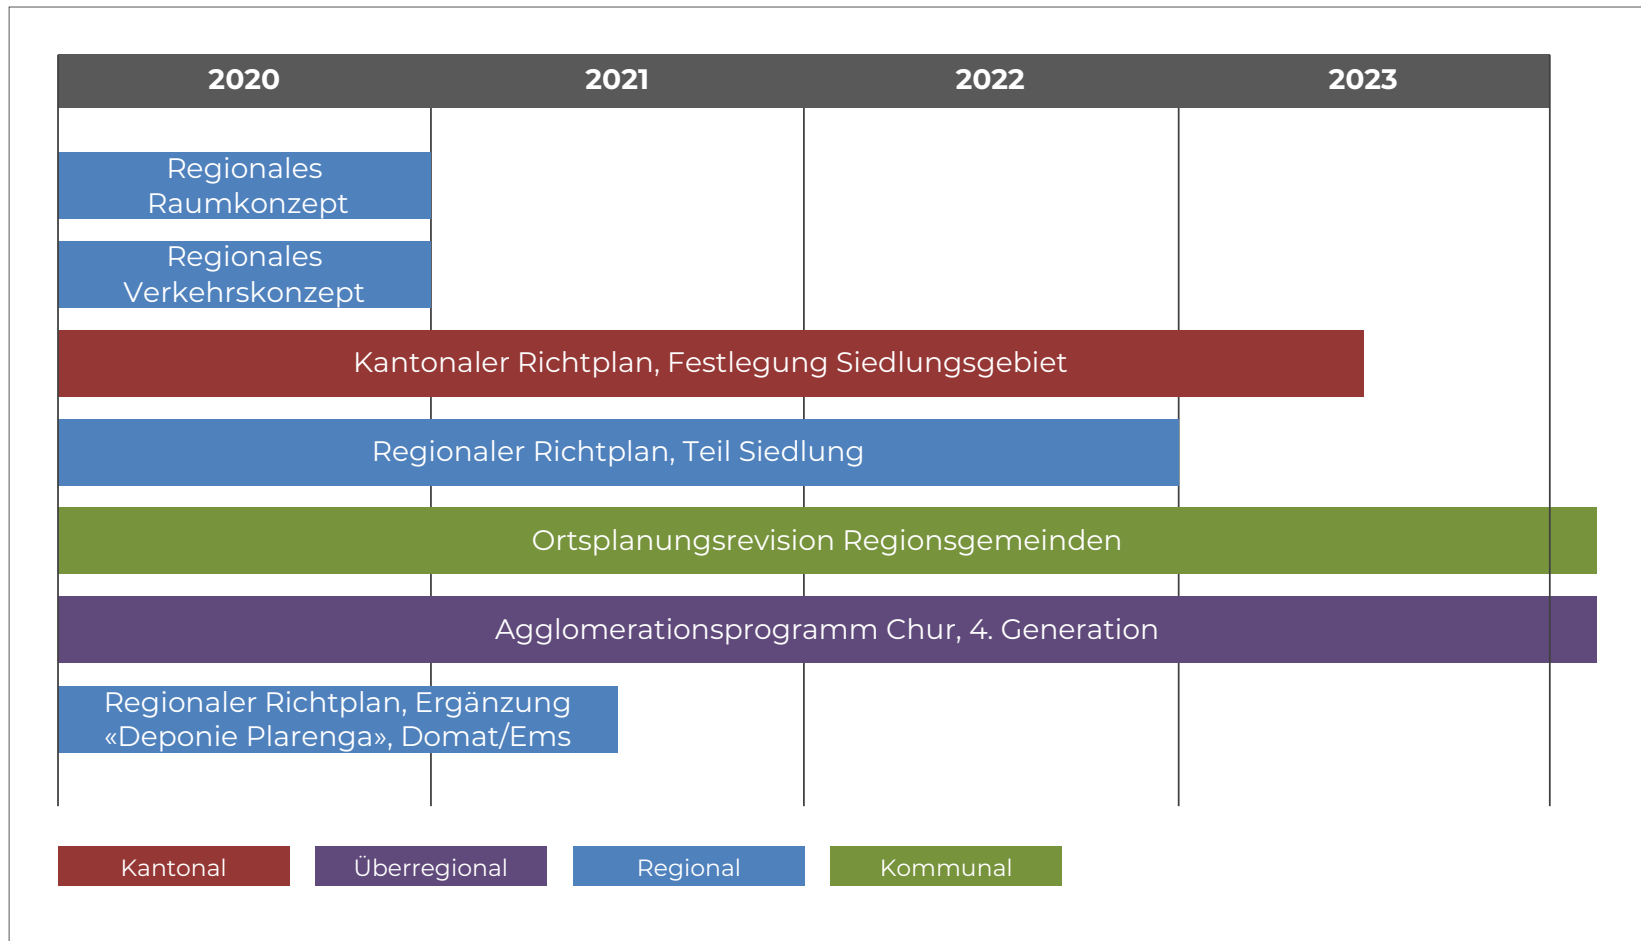 2020 2021 2022 2023
Regionales
Raumkonzept
Regionales
Verkehrskonzept
Kantonaler Richtplan, Festlegung Siedlungsgebiet
Regionaler Richtplan, Teil Siedlung
Ortsplanungsrevision Regionsgemeinden
Agglomerationsprogramm Chur, 4. Generation
Regionaler Richtplan, Ergänzung
«Deponie Plarenga», Domat/Ems
Kantonal Überregional Regional Kommunal